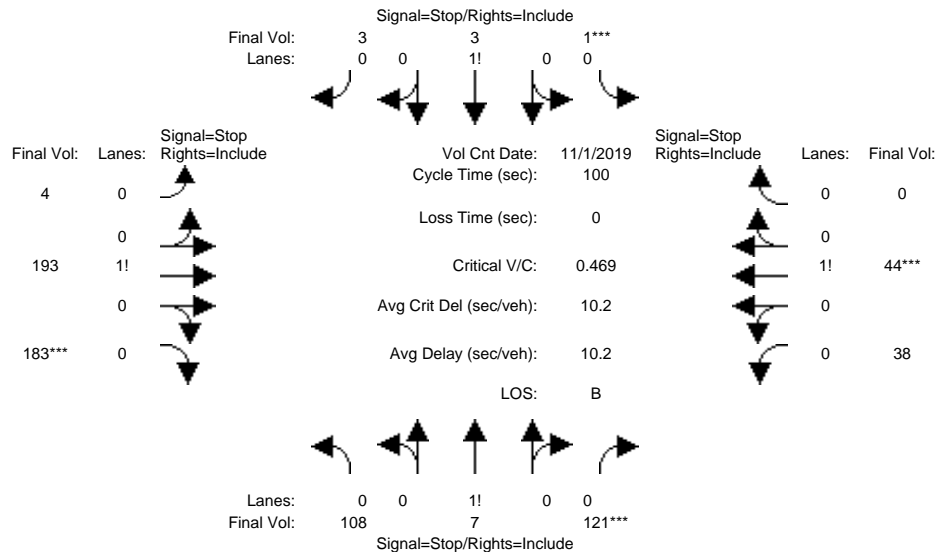 Signal=Stop/Rights=Include
Final Vol: 3 3 1***
Lanes: 0 0 1! 0 0
Signal=Stop Signal=Stop
Final Vol: Lanes: Rights=Include Vol Cnt Date: 11/1/2019 Rights=Include Lanes: Final Vol:
Cycle Time (sec): 100
4 0 0 0
Loss Time (sec): 0
0 0
193 1! Critical V/C: 0.469 1! 44***
0 Avg Crit Del (sec/veh): 10.2 0
183*** 0 Avg Delay (sec/veh): 10.2 0 38
LOS: B
Lanes: 0 0 1! 0 0
Final Vol: 108 7 121***
Signal=Stop/Rights=Include